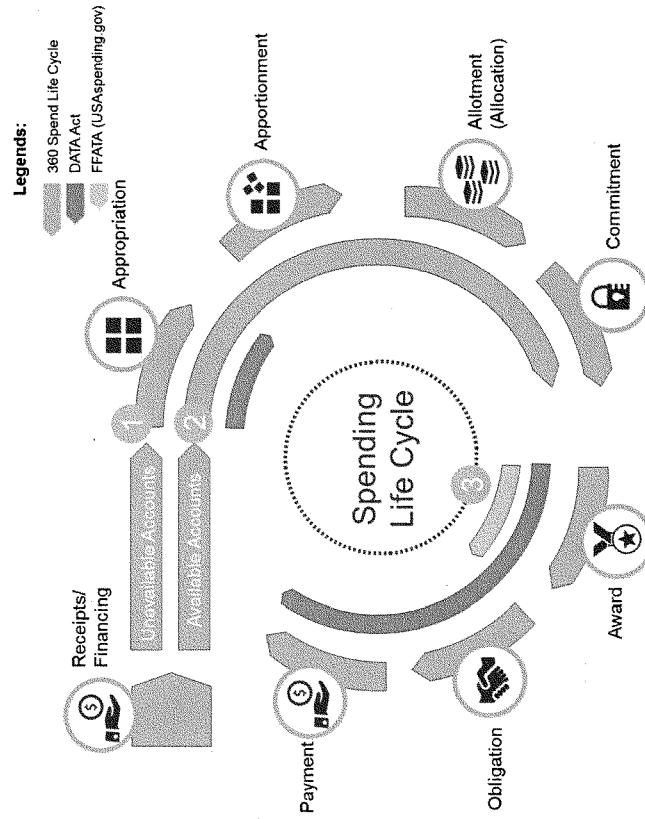 Legends:
360 Spend Life Cycle
DATA Act
FFATA (USAspending.gov)
Receipts/
Financing
Unavailable Accounts
Available Accounts
1
2
Appropriation
Apportionment
Allotment
(Allocation)
Commitment
Award
Obligation
Payment
Spending
Life Cycle
3